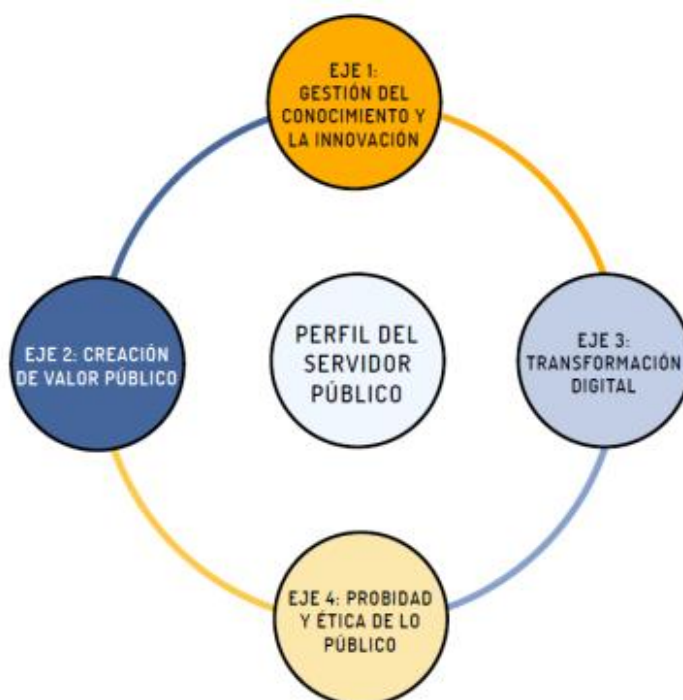 EJE 1:
GESTIÓN DEL
CONOCIMIENTO Y
LA INNOVACIÓN
EJE 2: CREACIÓN
DE VALOR PÚBLICO
PERFIL DEL
SERVIDOR
PÚBLICO
EJE 3:
TRANSFORMACIÓN
DIGITAL
EJE 4: PROBIDAD
Y ÉTICA DE LO
PÚBLICO